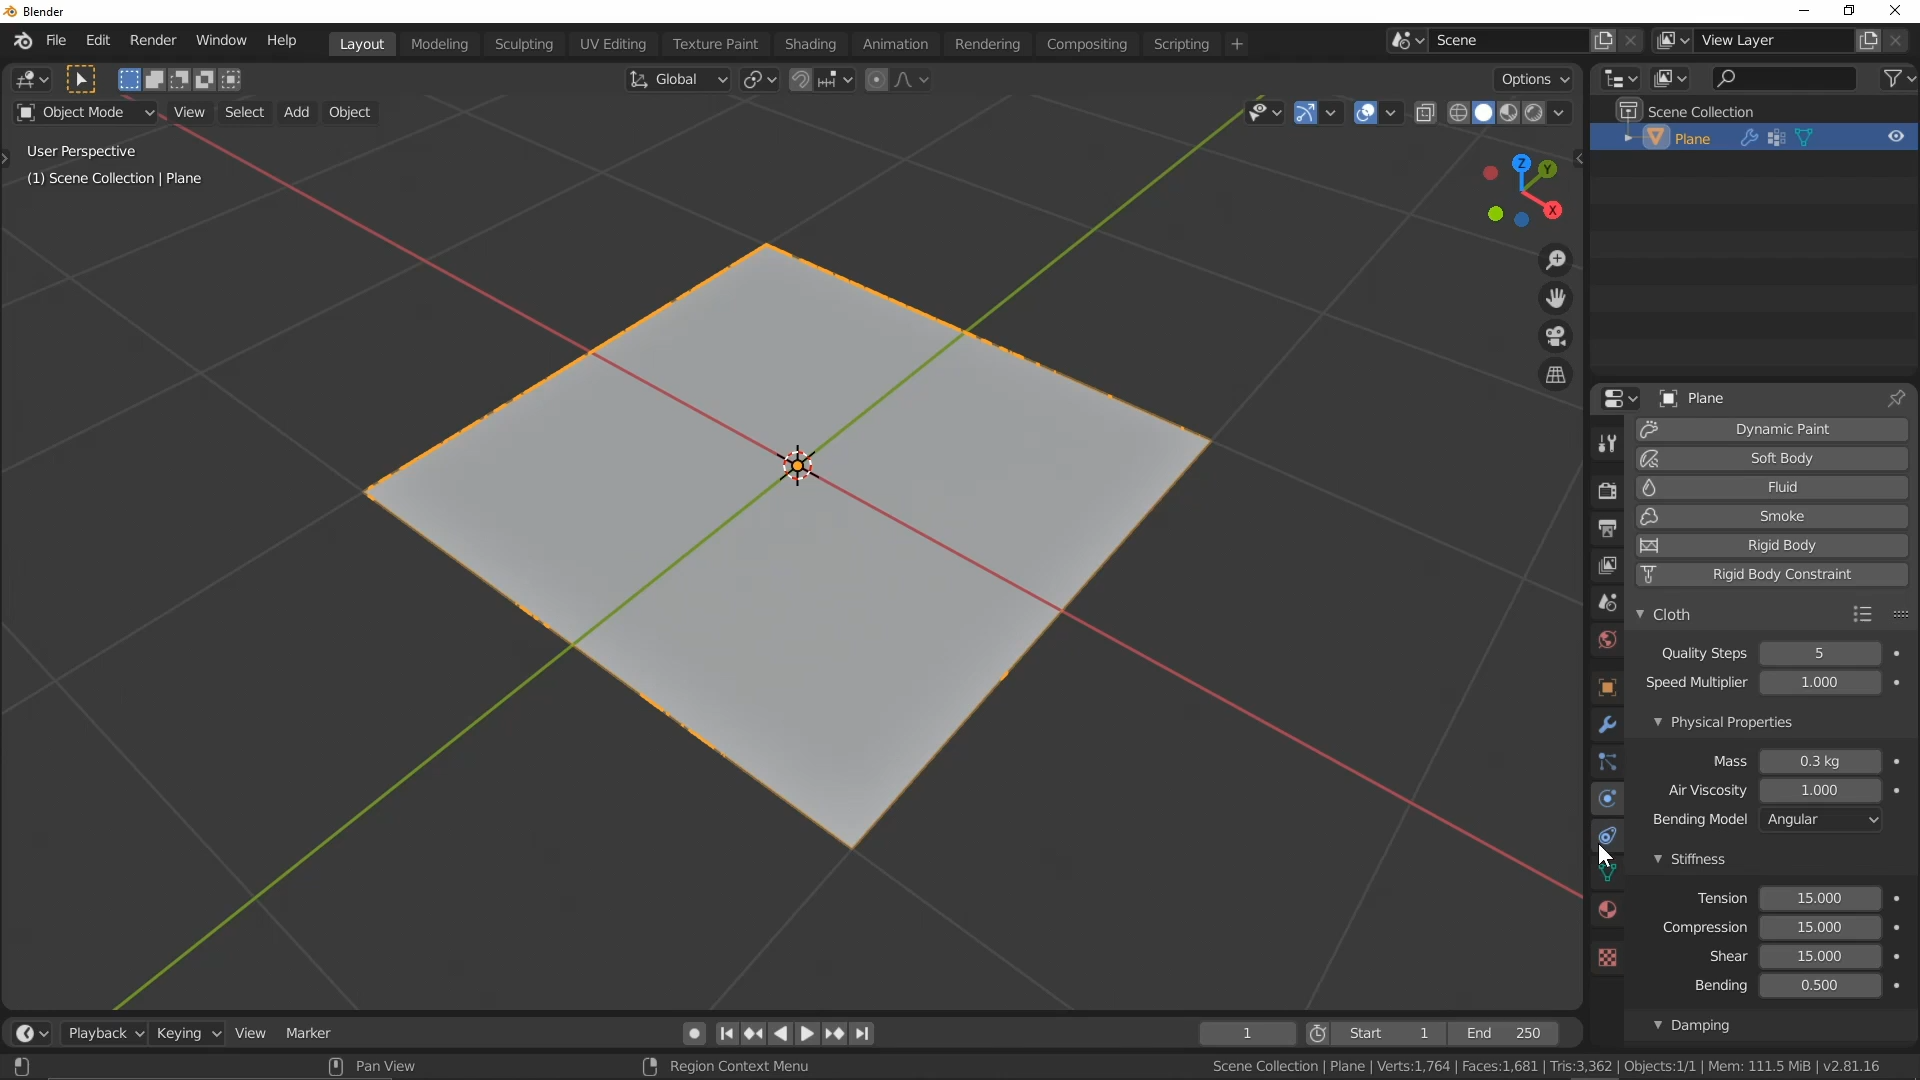 Blender
File Edit Render Window Help Layout Modeling Sculpting UV Editing Texture Paint Shading Animation Rendering Compositing Scripting + Scene View Layer
Global Options
Object Mode View Select Add Object
User Perspective
(1) Scene Collection | Plane
Z
Y
X
Scene Collection
Plane
Plane
Dynamic Paint
Soft Body
Fluid
Smoke
Rigid Body
Rigid Body Constraint
Cloth
Quality Steps 5
Speed Multiplier 1.000
Physical Properties
Mass 0.3 kg
Air Viscosity 1.000
Bending Model Angular
Stiffness
Tension 15.000
Compression 15.000
Shear 15.000
Bending 0.500
Damping
Playback Keying View Marker 1 Start 1 End 250
Pan View Region Context Menu Scene Collection | Plane | Verts:1,764 | Faces:1,681 | Tris:3,362 | Objects:1/1 | Mem: 111.5 MiB | v2.81.16